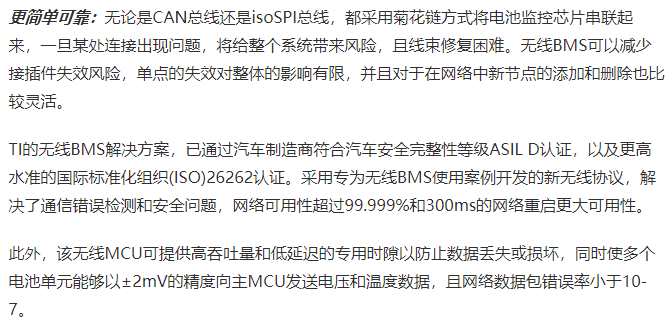 更简单可靠：无论是CAN总线还是isoSPI总线，都采用菊花链方式将电池监控芯片串联起
来，一旦某处连接出现问题，将给整个系统带来风险，且线束修复困难。无线BMS可以减少
接插件失效风险，单点的失效对整体的影响有限，并且对于在网络中新节点的添加和删除也比
较灵活。
TI的无线BMS解决方案，已通过汽车制造商符合汽车安全完整性等级ASIL D认证，以及更高
水准的国际标准化组织(ISO)26262认证。采用专为无线BMS使用案例开发的新无线协议，解
决了通信错误检测和安全问题，网络可用性超过99.999%和300ms的网络重启更大可用性。
此外，该无线MCU可提供高吞吐量和低延迟的专用时隙以防止数据丢失或损坏，同时使多个
电池单元能够以±2mV的精度向主MCU发送电压和温度数据，且网络数据包错误率小于10-
7。